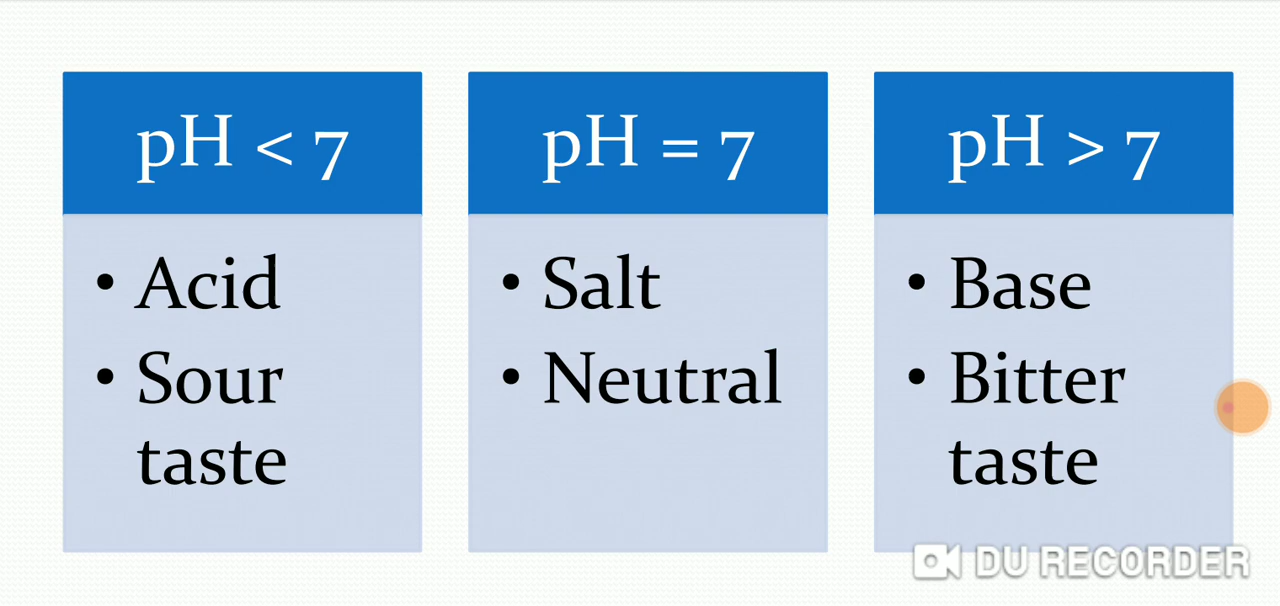 pH < 7
• Acid
• Sour
taste
pH = 7
• Salt
• Neutral
pH > 7
• Base
• Bitter
taste
DU RECORDER